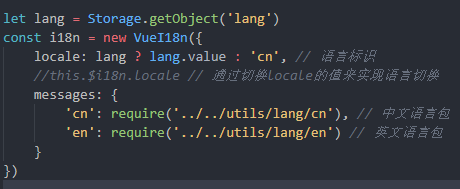 let lang = Storage.getObject('lang')
const i18n = new VueI18n({
locale: lang ? lang.value : 'cn', // 语言标识
//this.$i18n.locale // 通过切换locale的值来实现语言切换
messages: {
'cn': require('../../utils/lang/cn'), // 中文语言包
'en': require('../../utils/lang/en') // 英文语言包
}
})